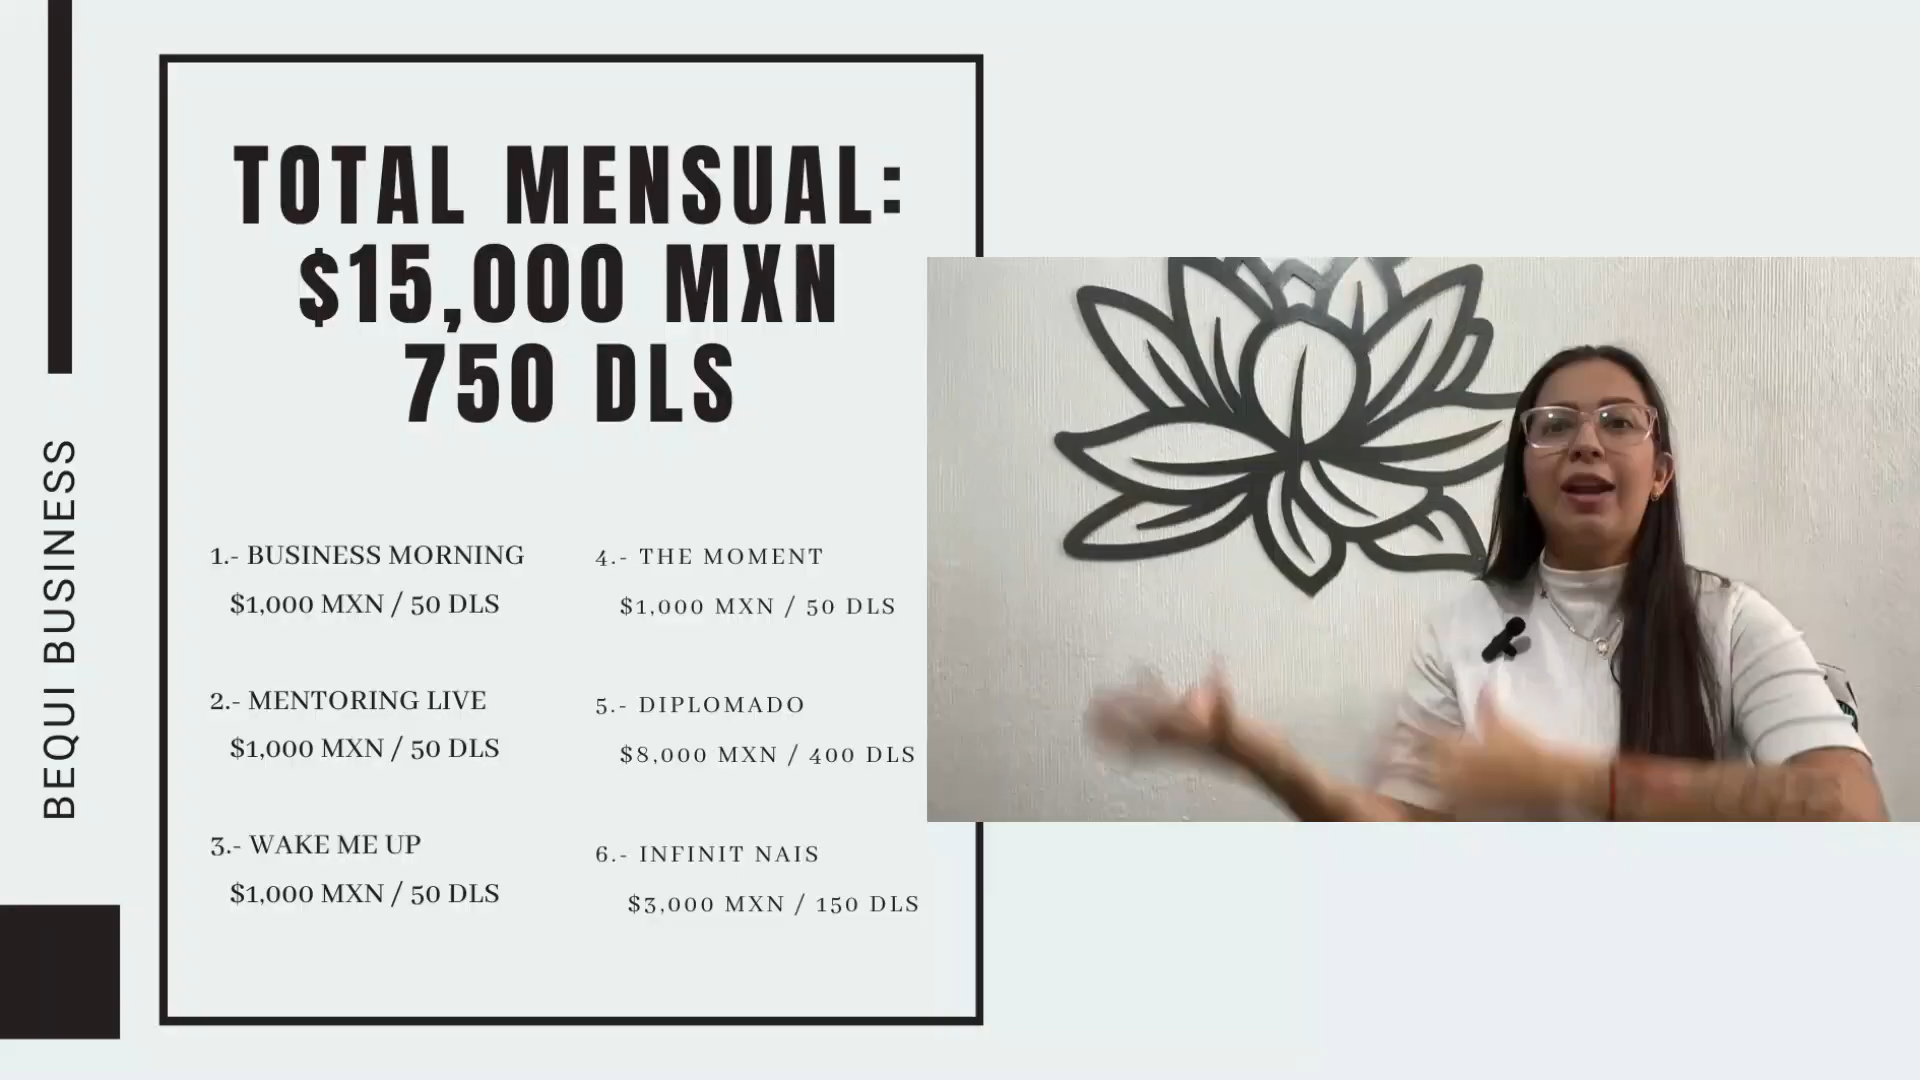 BEQUI BUSINESS
TOTAL MENSUAL:
$15,000 MXN
750 DLS
1.- BUSINESS MORNING
$1,000 MXN / 50 DLS
2.- MENTORING LIVE
$1,000 MXN / 50 DLS
3.- WAKE ME UP
$1,000 MXN / 50 DLS
4.- THE MOMENT
$1,000 MXN / 50 DLS
5.- DIPLOMADO
$8,000 MXN / 400 DLS
6.- INFINIT NAIS
$3,000 MXN / 150 DLS